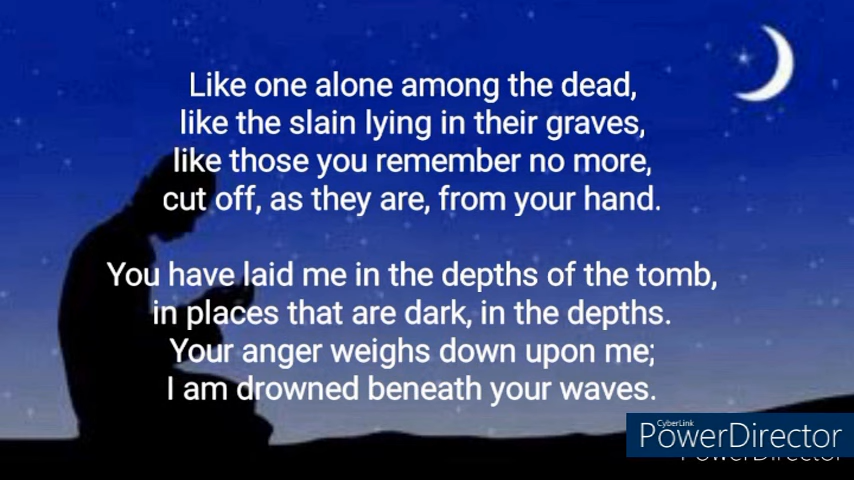 Like one alone among the dead,
like the slain lying in their graves,
like those you remember no more,
cut off, as they are, from your hand.
You have laid me in the depths of the tomb,
in places that are dark, in the depths.
Your anger weighs down upon me;
I am drowned beneath your waves.
CyberLink
PowerDirector
PowerDirector